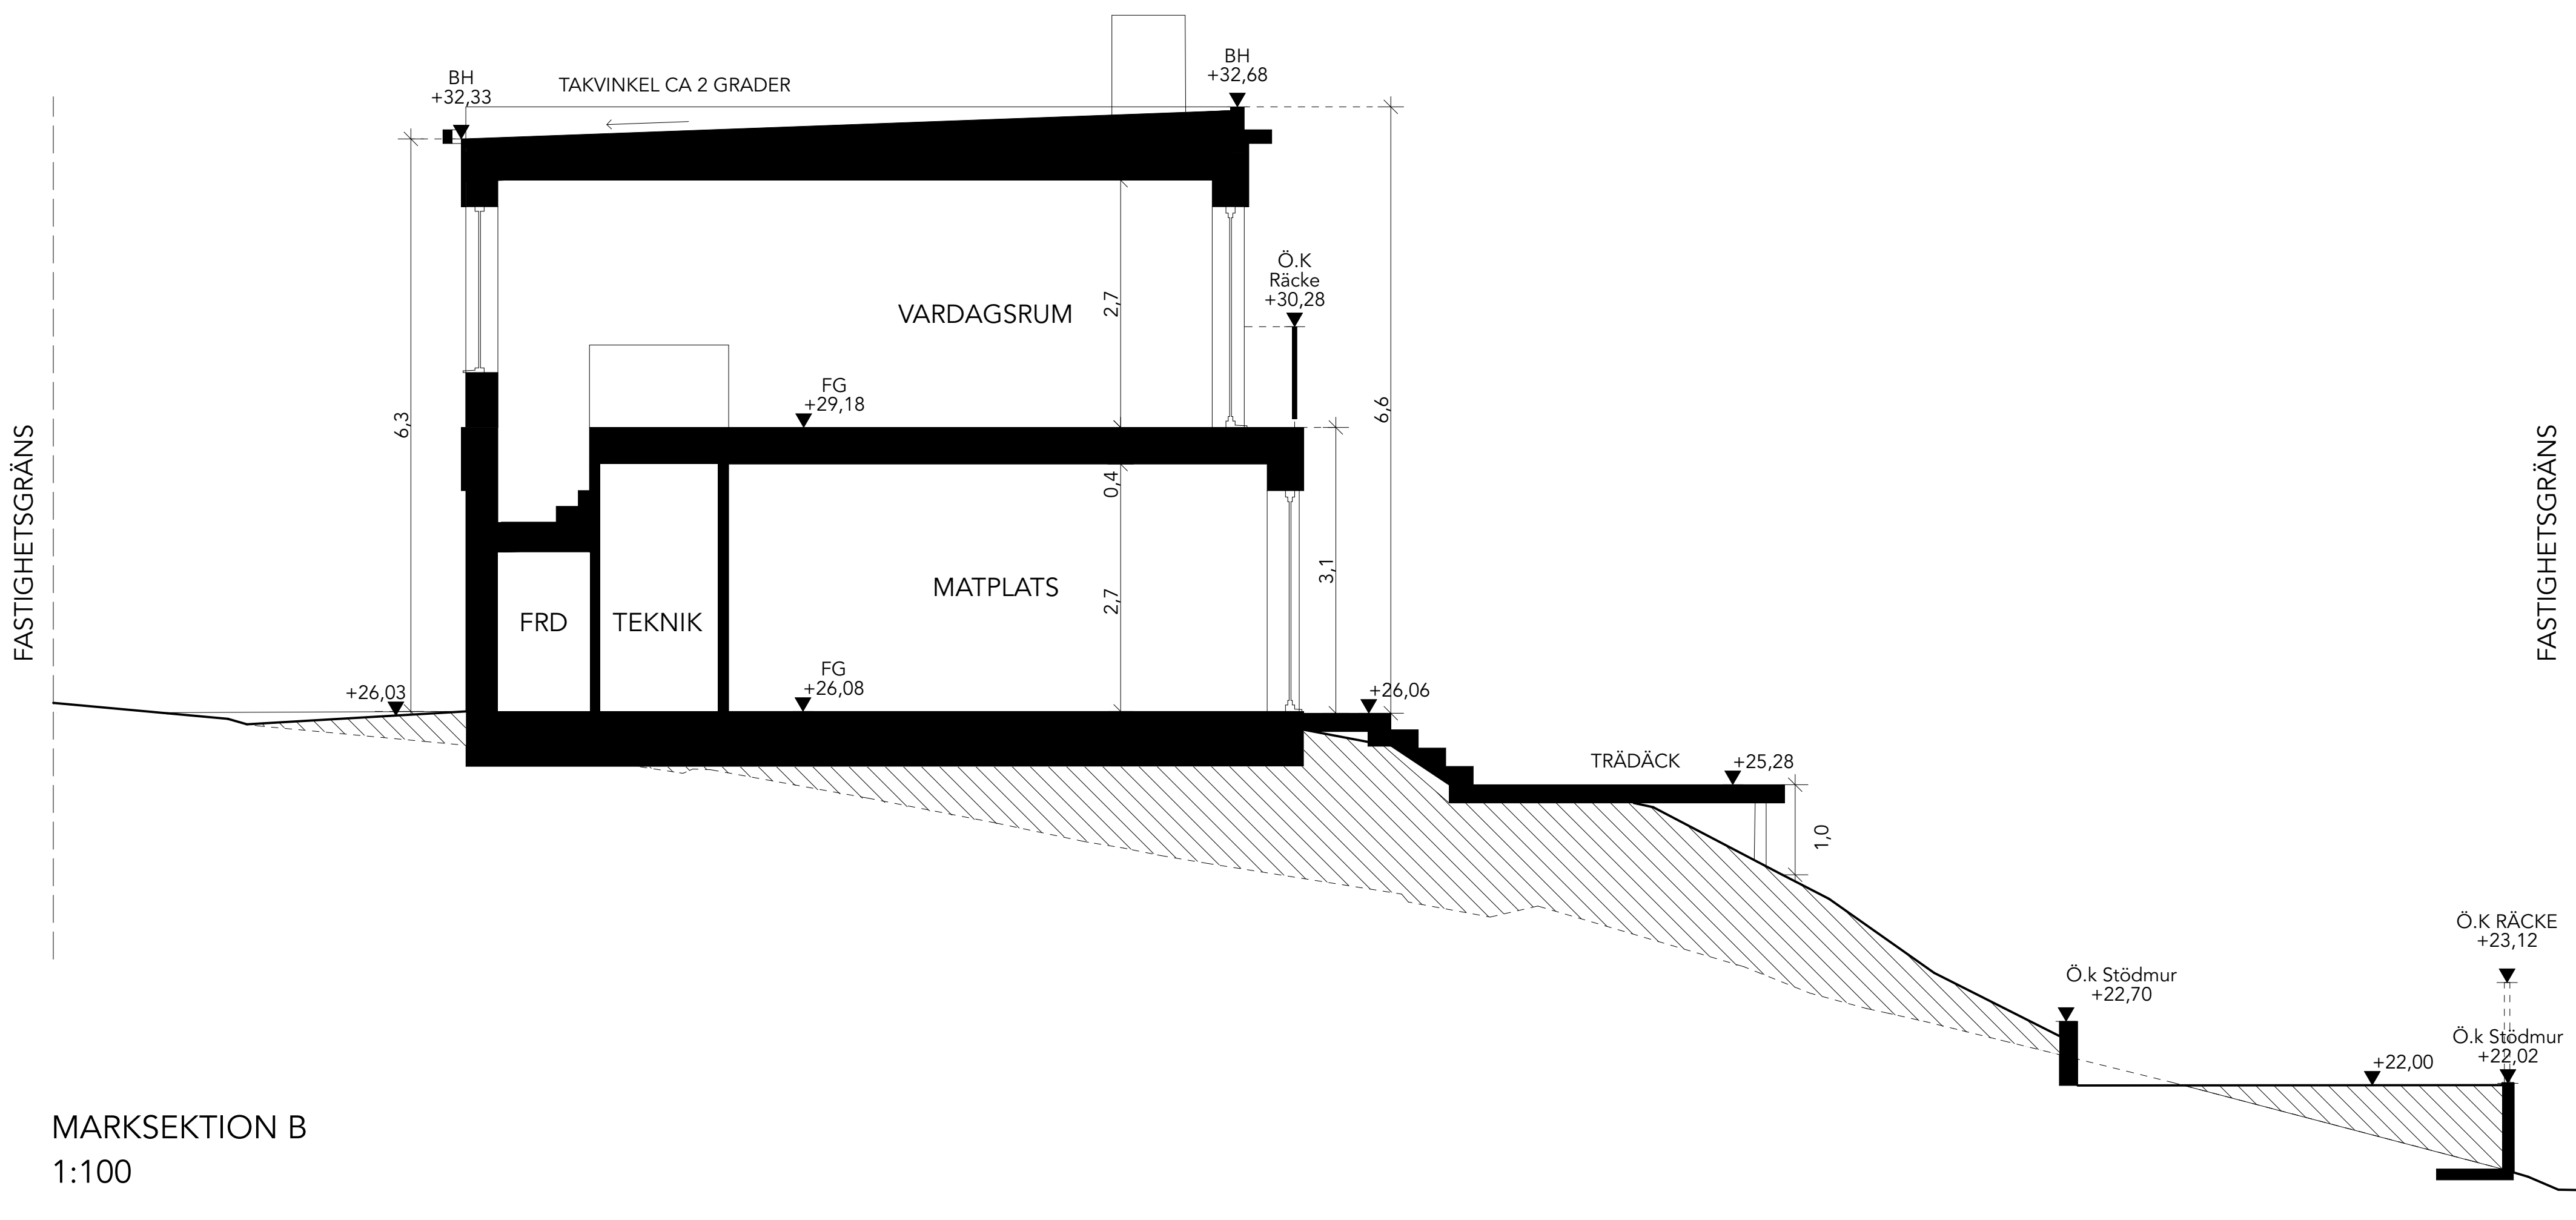 BH
+32,33
TAKVINKEL CA 2 GRADER
BH
+32,68
Ö.K
Räcke
+30,28
VARDAGSRUM
2,7
6,3
6,6
FG
+29,18
0,4
FASTIGHETSGRÄNS
FASTIGHETSGRÄNS
3,1
MATPLATS
2,7
FRD
TEKNIK
FG
+26,08
+26,03
+26,06
TRÄDÄCK
+25,28
1,0
Ö.K RÄCKE
+23,12
Ö.k Stödmur
+22,70
Ö.k Stödmur
+22,02
+22,00
MARKSEKTION B
1:100